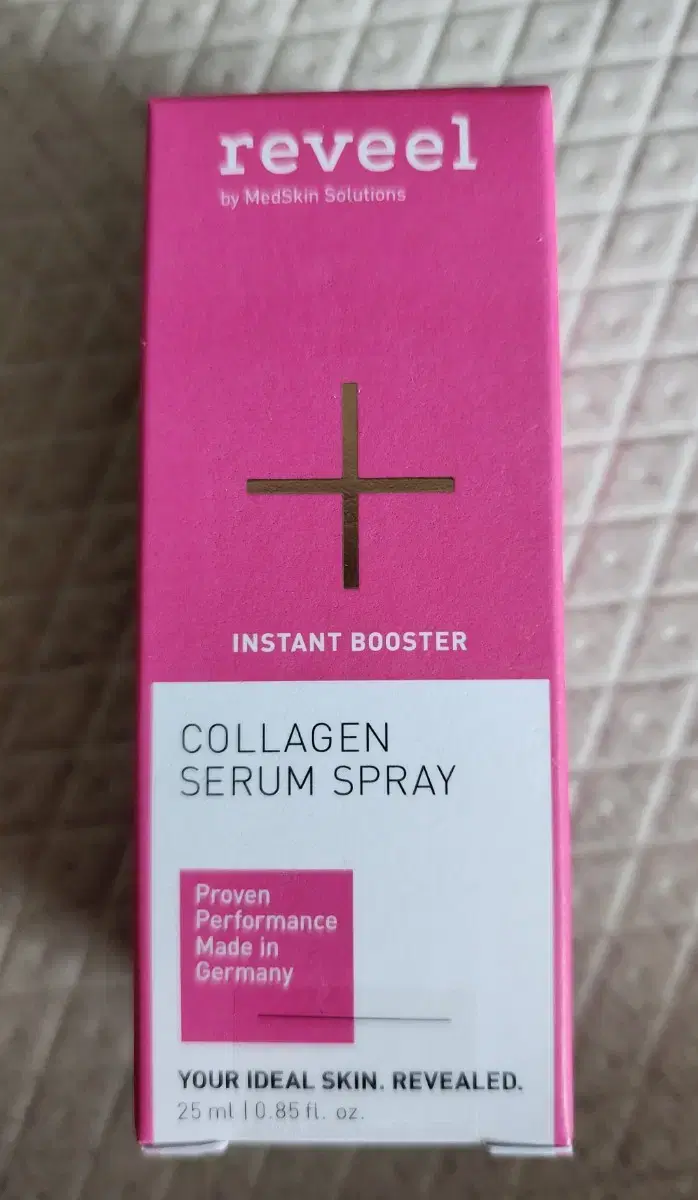 reveel
by MedSkin Solutions
INSTANT BOOSTER
COLLAGEN
SERUM SPRAY
Proven
Performance
Made in
Germany
YOUR IDEAL SKIN. REVEALED.
25 ml | 0.85 fl. oz.